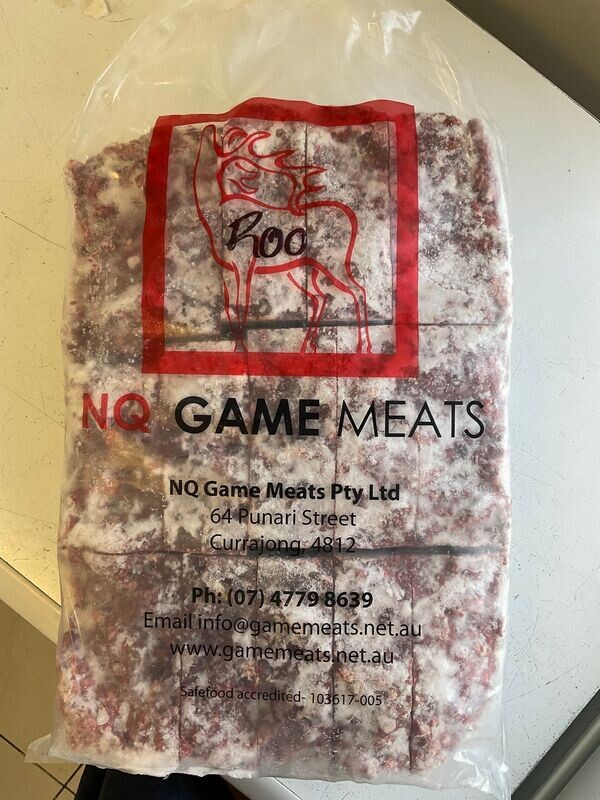 Roo
NQ GAME MEATS
NQ Game Meats Pty Ltd
64 Punari Street
Currajong, 4812
Ph: (07) 4779 8639
Email info@gamemeats.net.au
www.gamemeats.net.au
Safefood accredited- 103617-005